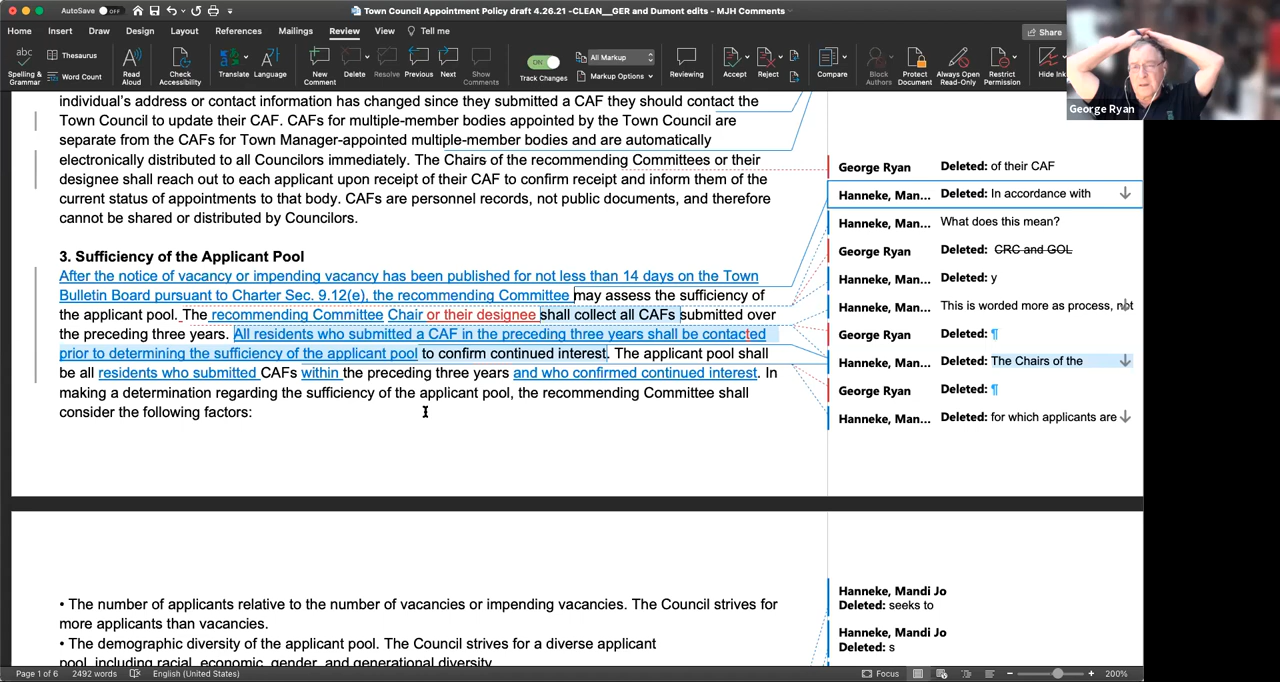 AutoSave OFF
Town Council Appointment Policy draft 4.26.21 -CLEAN__GER and Dumont edits - MJH Comments
Home Insert Draw Design Layout References Mailings Review View Tell me
Share
abc Spelling & Grammar
Thesaurus
Word Count
Read Aloud
Check Accessibility
Translate
Language
New Comment
Delete
Resolve
Previous
Next
Show Comments
ON
Track Changes
All Markup
Markup Options
Reviewing
Accept
Reject
Compare
Block Authors
Protect Document
Always Open Read-Only
Restrict Permission
Hide Ink
George Ryan
individual's address or contact information has changed since they submitted a CAF they should contact the
Town Council to update their CAF. CAFs for multiple-member bodies appointed by the Town Council are
separate from the CAFs for Town Manager-appointed multiple-member bodies and are automatically
electronically distributed to all Councilors immediately. The Chairs of the recommending Committees or their
designee shall reach out to each applicant upon receipt of their CAF to confirm receipt and inform them of the
current status of appointments to that body. CAFs are personnel records, not public documents, and therefore
cannot be shared or distributed by Councilors.
3. Sufficiency of the Applicant Pool
After the notice of vacancy or impending vacancy has been published for not less than 14 days on the Town
Bulletin Board pursuant to Charter Sec. 9.12(e), the recommending Committee may assess the sufficiency of
the applicant pool. The recommending Committee Chair or their designee shall collect all CAFs submitted over
the preceding three years. All residents who submitted a CAF in the preceding three years shall be contacted
prior to determining the sufficiency of the applicant pool to confirm continued interest. The applicant pool shall
be all residents who submitted CAFs within the preceding three years and who confirmed continued interest. In
making a determination regarding the sufficiency of the applicant pool, the recommending Committee shall
consider the following factors:
George Ryan Deleted: of their CAF
Hanneke, Man... Deleted: In accordance with
Hanneke, Man... What does this mean?
George Ryan Deleted: CRC and GOL
Hanneke, Man... Deleted: y
Hanneke, Man... This is worded more as process, not
George Ryan Deleted: ¶
Hanneke, Man... Deleted: The Chairs of the
George Ryan Deleted: ¶
Hanneke, Man... Deleted: for which applicants are
• The number of applicants relative to the number of vacancies or impending vacancies. The Council strives for
more applicants than vacancies.
• The demographic diversity of the applicant pool. The Council strives for a diverse applicant
pool, including racial, economic, gender, and generational diversity
Hanneke, Mandi Jo
Deleted: seeks to
Hanneke, Mandi Jo
Deleted: s
Page 1 of 6 2492 words English (United States) Focus 200%